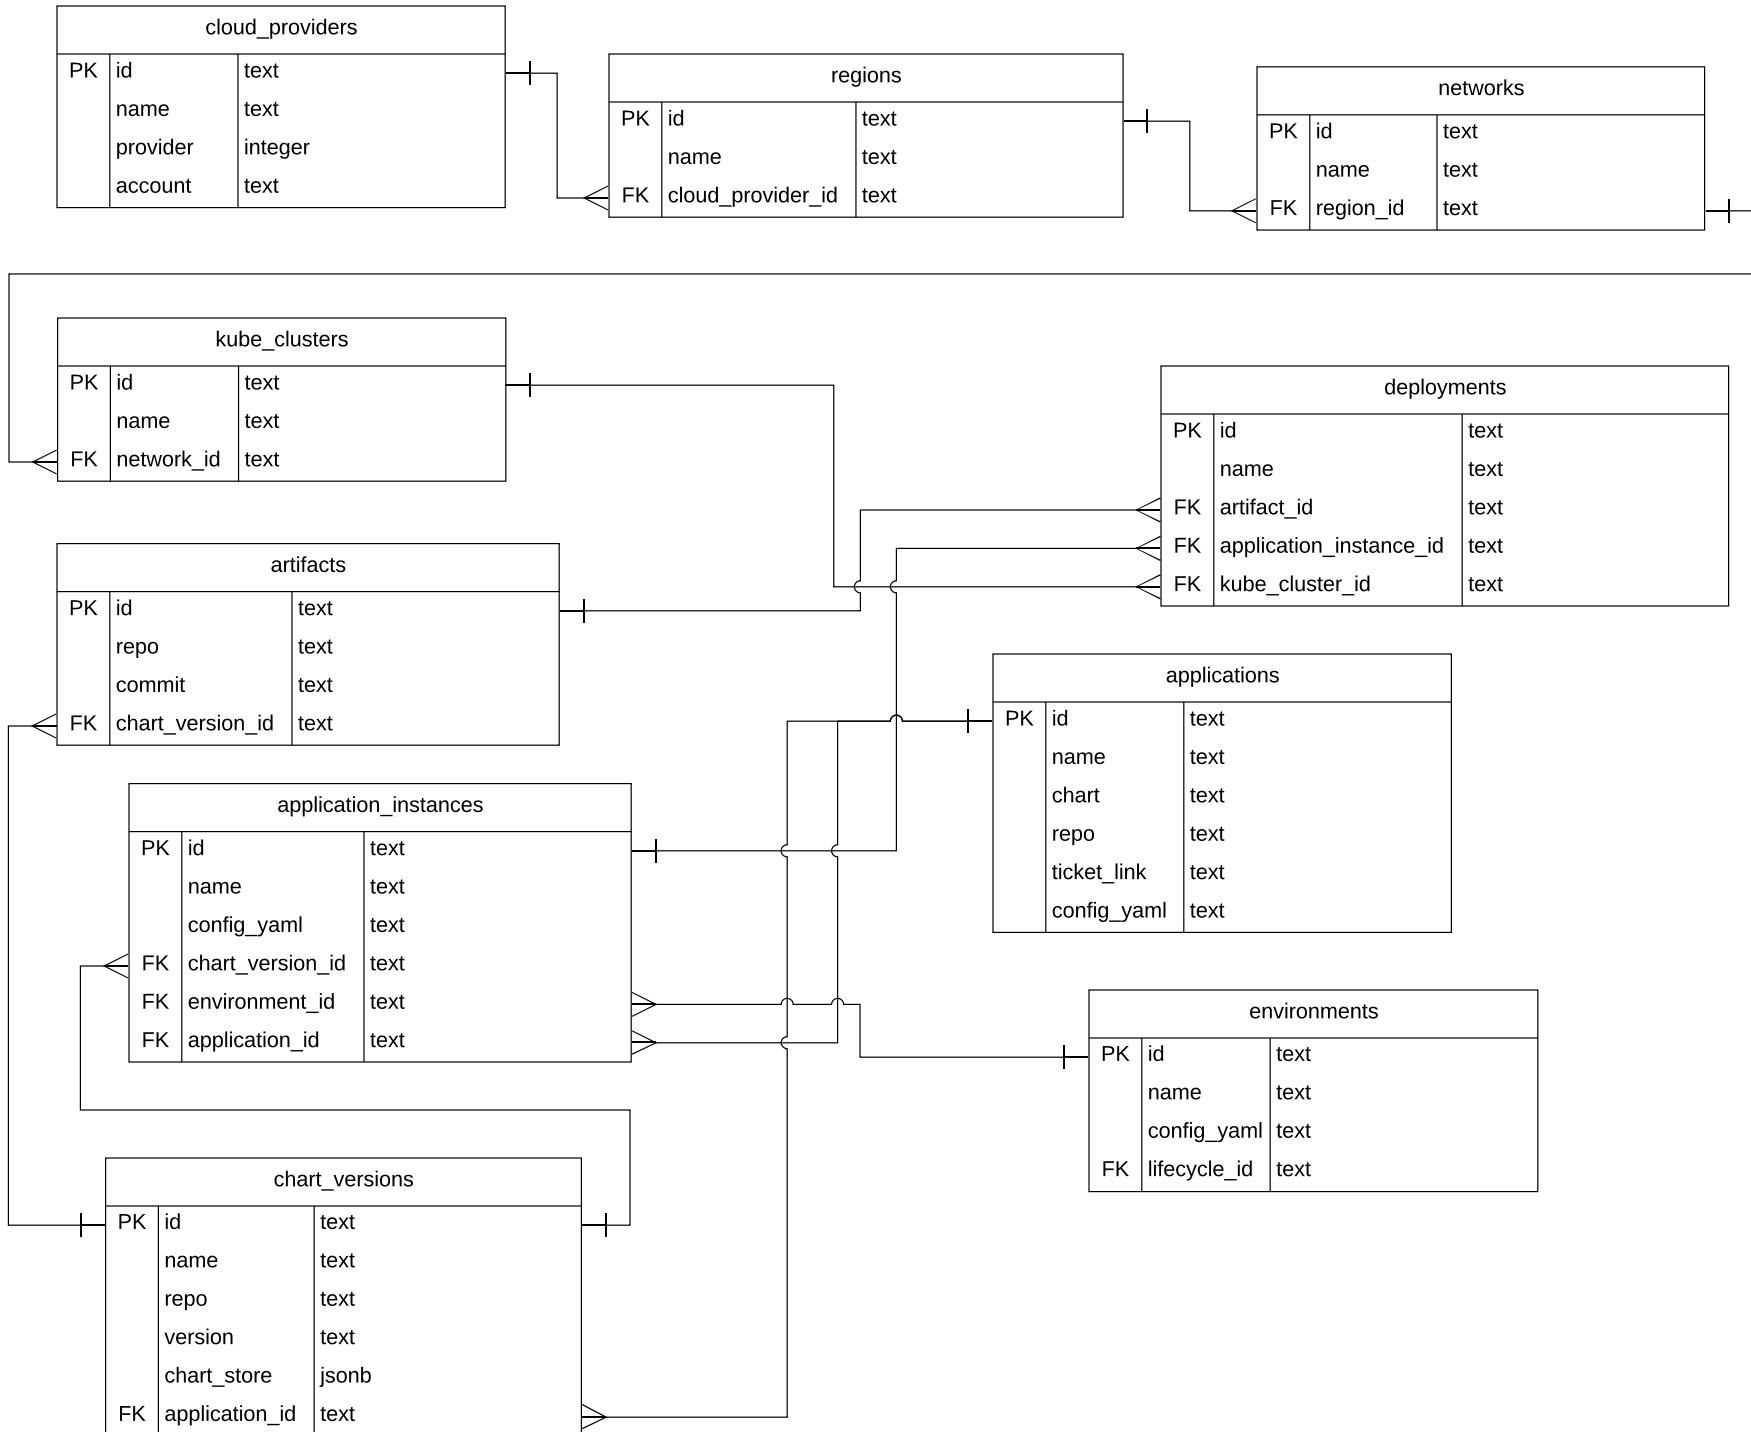 cloud_providers
PK id text
name text
provider integer
account text
regions
PK id text
name text
FK cloud_provider_id text
networks
PK id text
name text
FK region_id text
kube_clusters
PK id text
name text
FK network_id text
deployments
PK id text
name text
FK artifact_id text
FK application_instance_id text
FK kube_cluster_id text
artifacts
PK id text
repo text
commit text
FK chart_version_id text
applications
PK id text
name text
chart text
repo text
ticket_link text
config_yaml text
application_instances
PK id text
name text
config_yaml text
FK chart_version_id text
FK environment_id text
FK application_id text
environments
PK id text
name text
config_yaml text
FK lifecycle_id text
chart_versions
PK id text
name text
repo text
version text
chart_store jsonb
FK application_id text